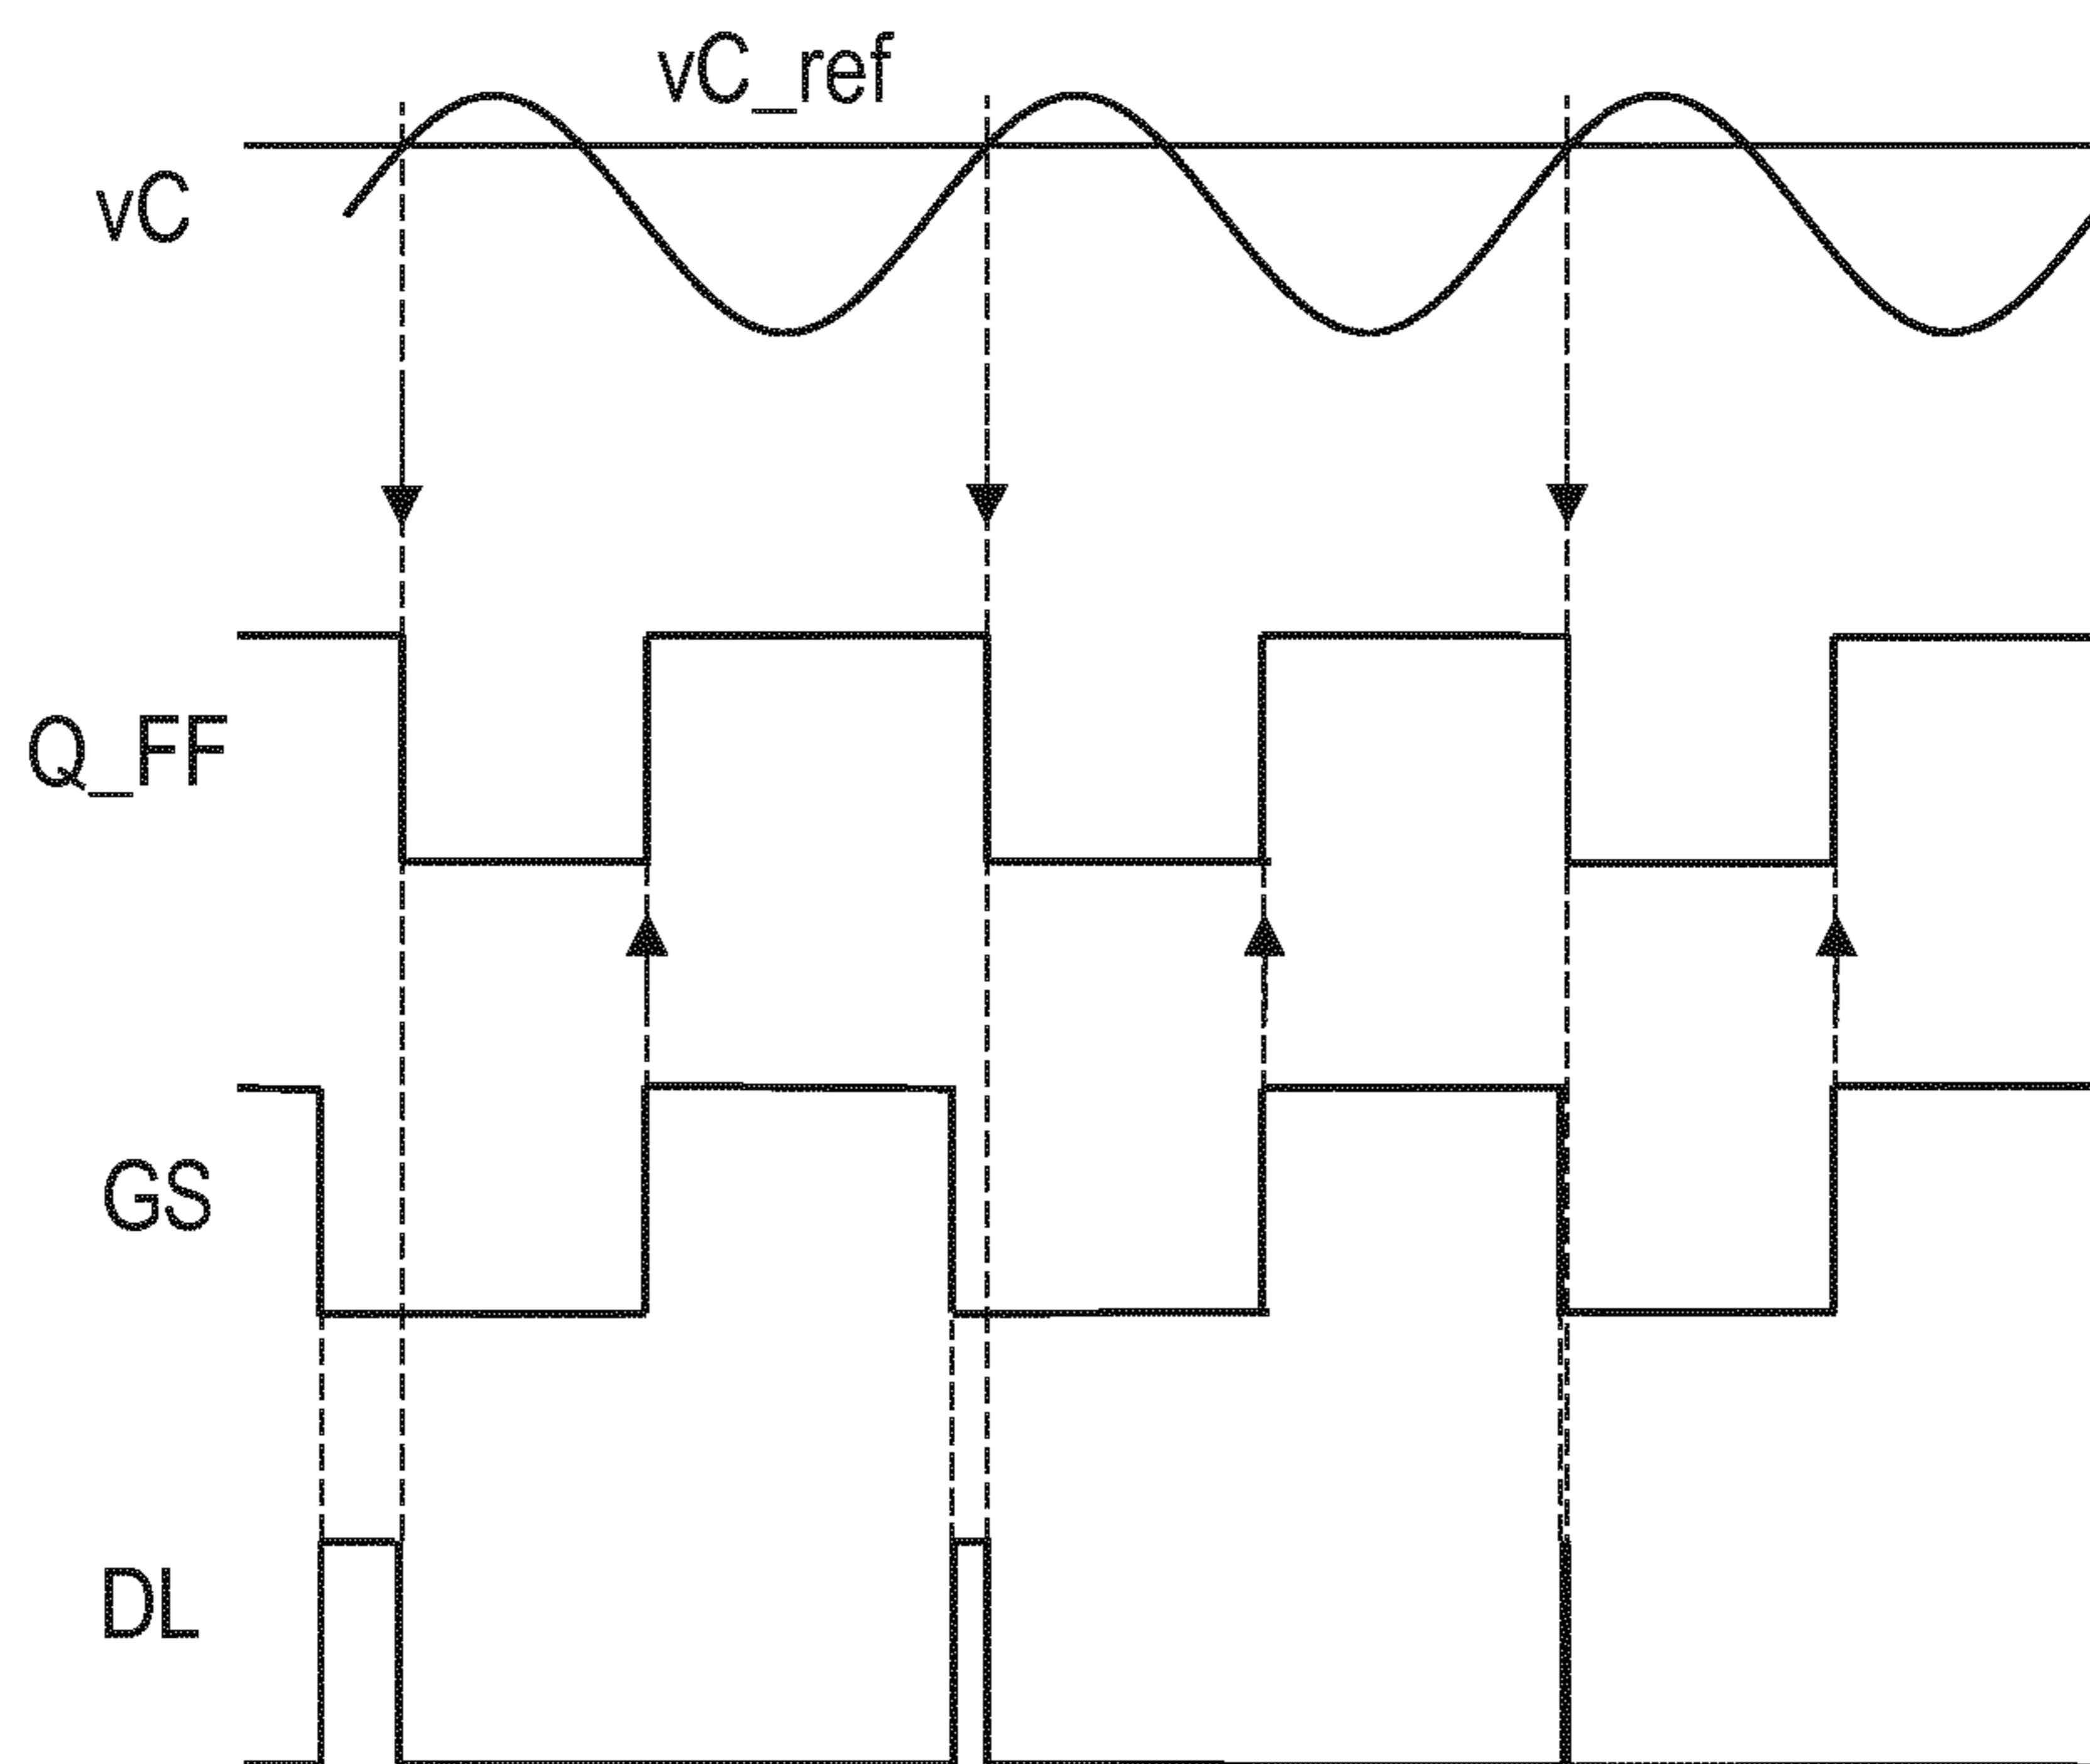 vC_ref
vC
Q_FF
GS
DL